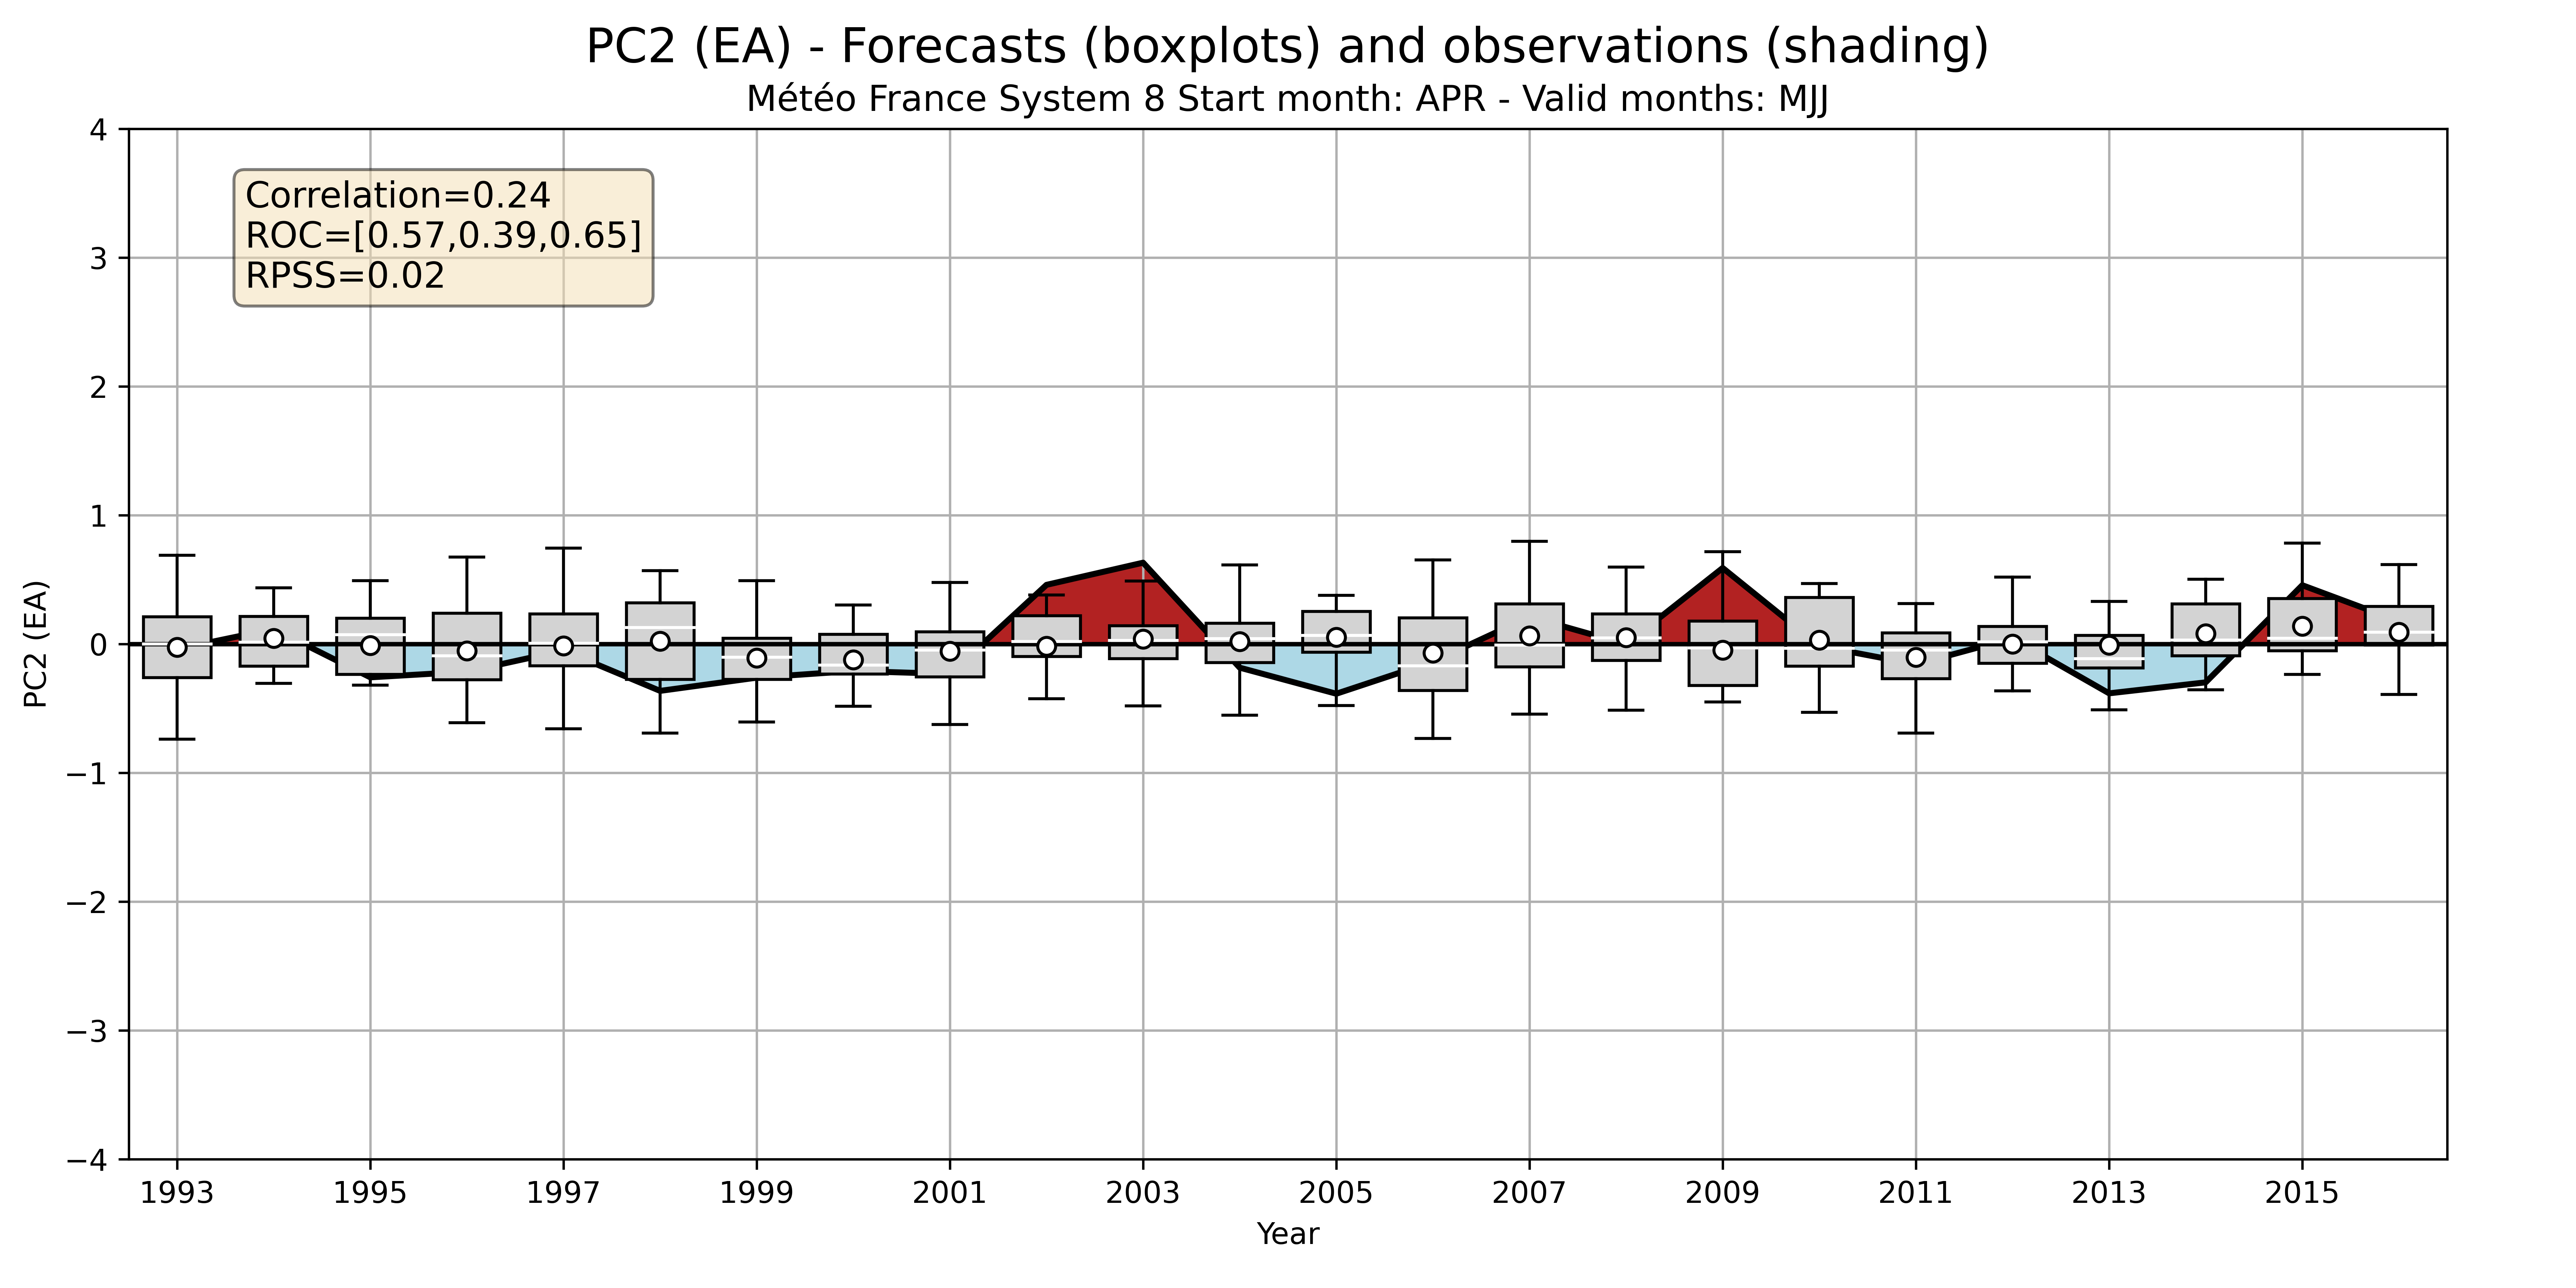 PC2 (EA) - Forecasts (boxplots) and observations (shading)
Météo France System 8 Start month: APR - Valid months: MJJ
Correlation=0.24
ROC=[0.57,0.39,0.65]
RPSS=0.02
PC2 (EA)
4
3
2
1
0
−1
−2
−3
−4
1993 1995 1997 1999 2001 2003 2005 2007 2009 2011 2013 2015
Year